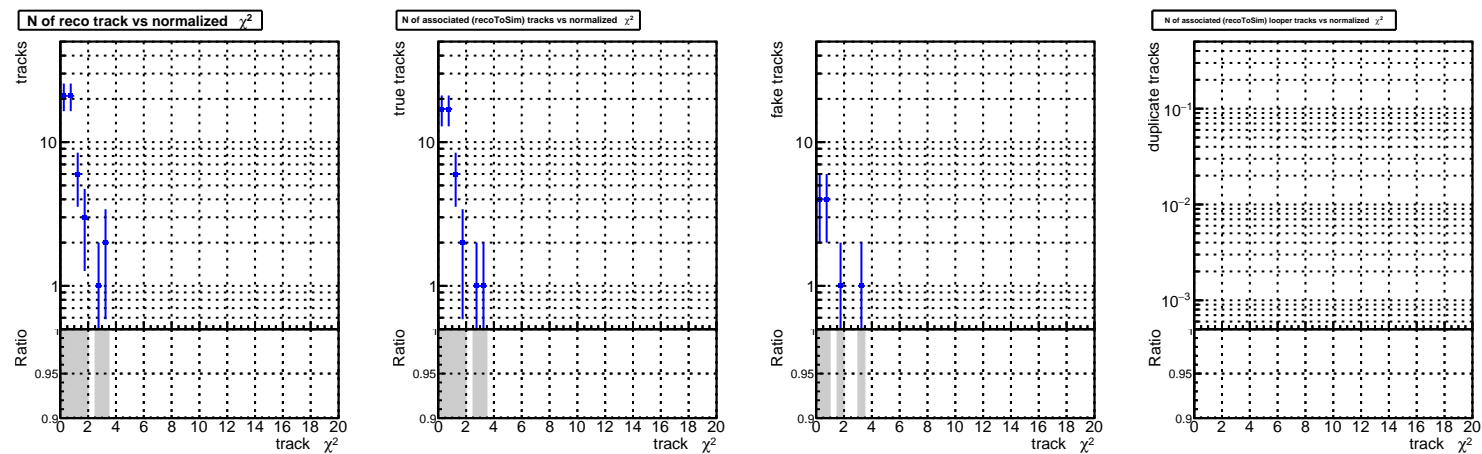 N of reco track vs normalized χ²
tracks
10
1
Ratio
1
0.95
0.9
0 2 4 6 8 10 12 14 16 18 20
track χ²
N of associated (recoToSim) tracks vs normalized χ²
true tracks
10
1
Ratio
1
0.95
0.9
0 2 4 6 8 10 12 14 16 18 20
track χ²
fake tracks
10
1
Ratio
1
0.95
0.9
0 2 4 6 8 10 12 14 16 18 20
track χ²
N of associated (recoToSim) looper tracks vs normalized χ²
duplicate tracks
10⁻¹
10⁻²
10⁻³
Ratio
1
0.95
0.9
0 2 4 6 8 10 12 14 16 18 20
track χ²